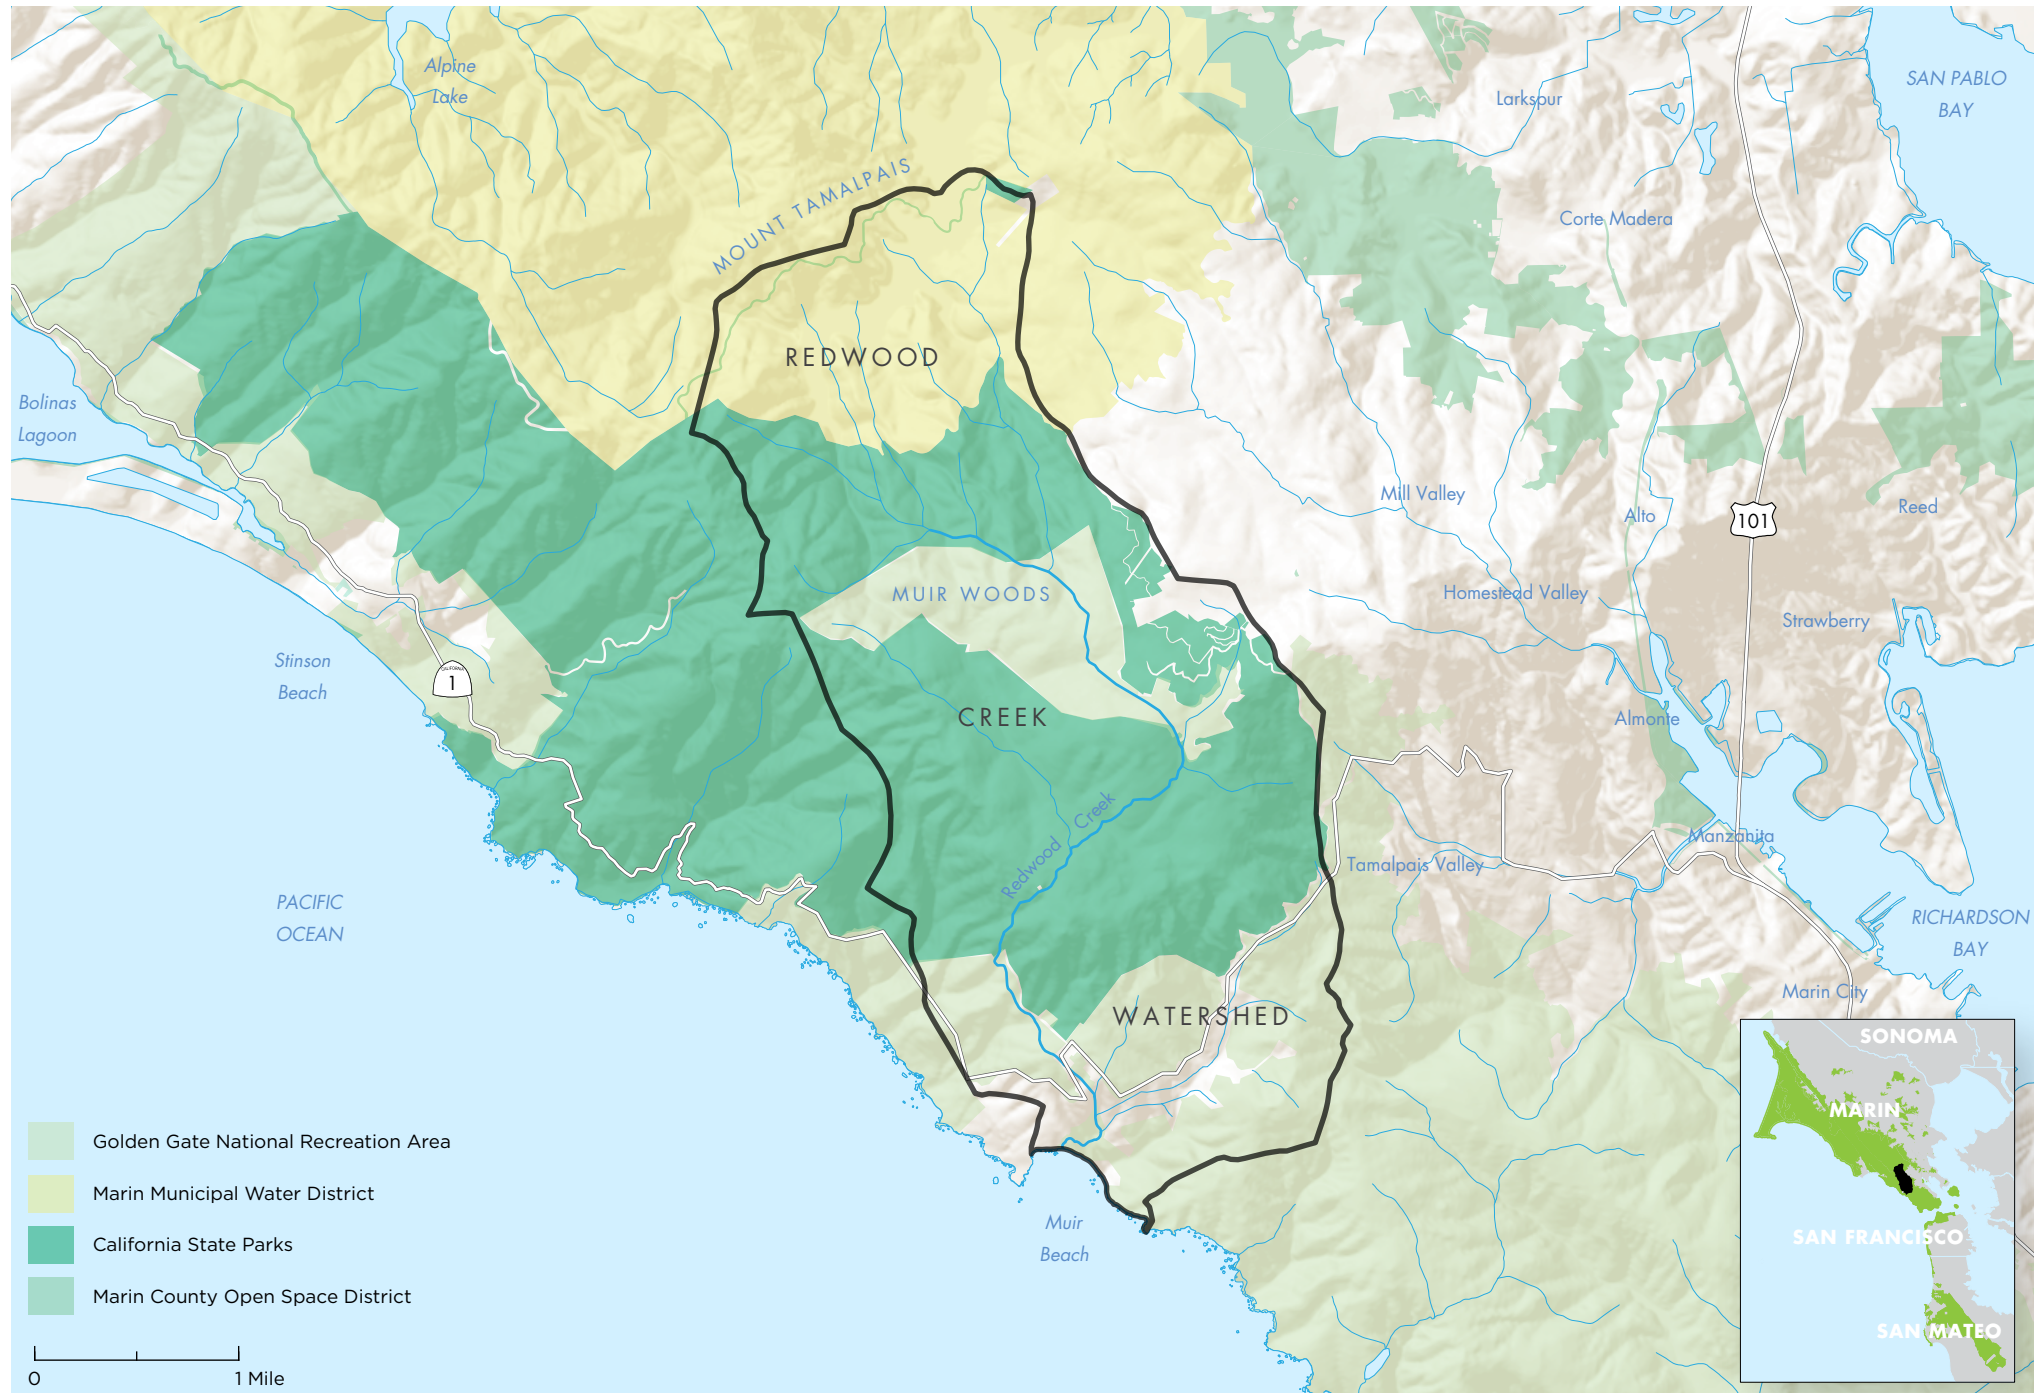 Alpine
Lake
SAN PABLO
BAY
Larkspur
MOUNT TAMALPAIS
Corte Madera
REDWOOD
Bolinas
Lagoon
Mill Valley
Alto
101
Reed
MUIR WOODS
Homestead Valley
Strawberry
Stinson
Beach
CALIFORNIA
1
CREEK
Almonte
Redwood Creek
Manzanita
Tamalpais Valley
PACIFIC
OCEAN
RICHARDSON
BAY
Marin City
WATERSHED
Muir
Beach
Golden Gate National Recreation Area
Marin Municipal Water District
California State Parks
Marin County Open Space District
0
1 Mile
SONOMA
MARIN
SAN FRANCISCO
SAN MATEO